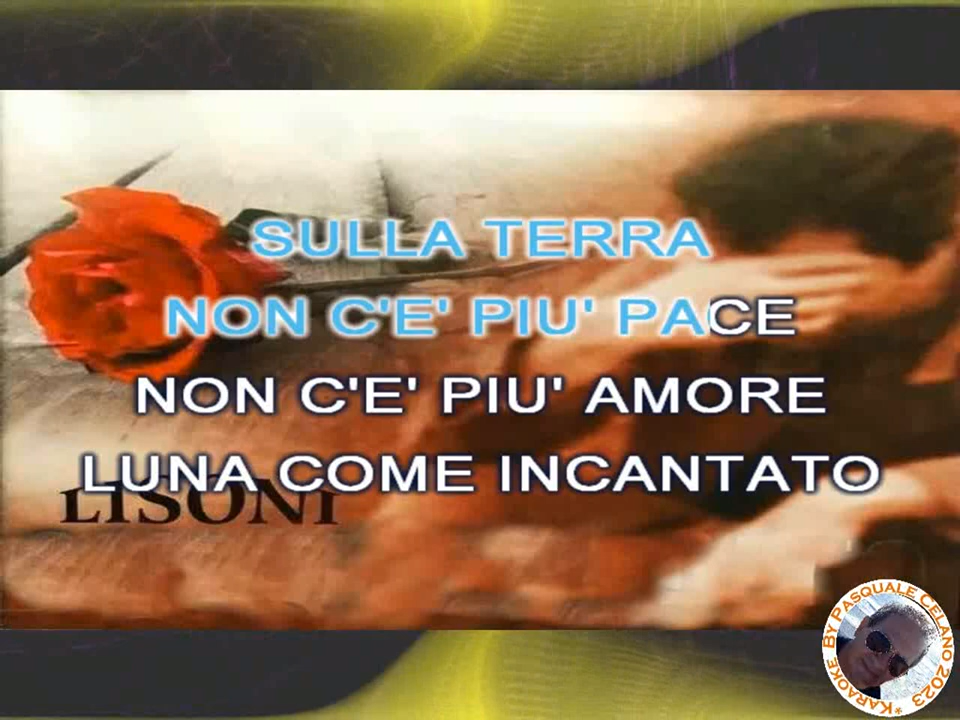 SULLA TERRA
NON C'E' PIU' PACE
NON C'E' PIU' AMORE
LUNA COME INCANTATO
LISONI
*KARAOKE BY PASQUALE CELANO 2023